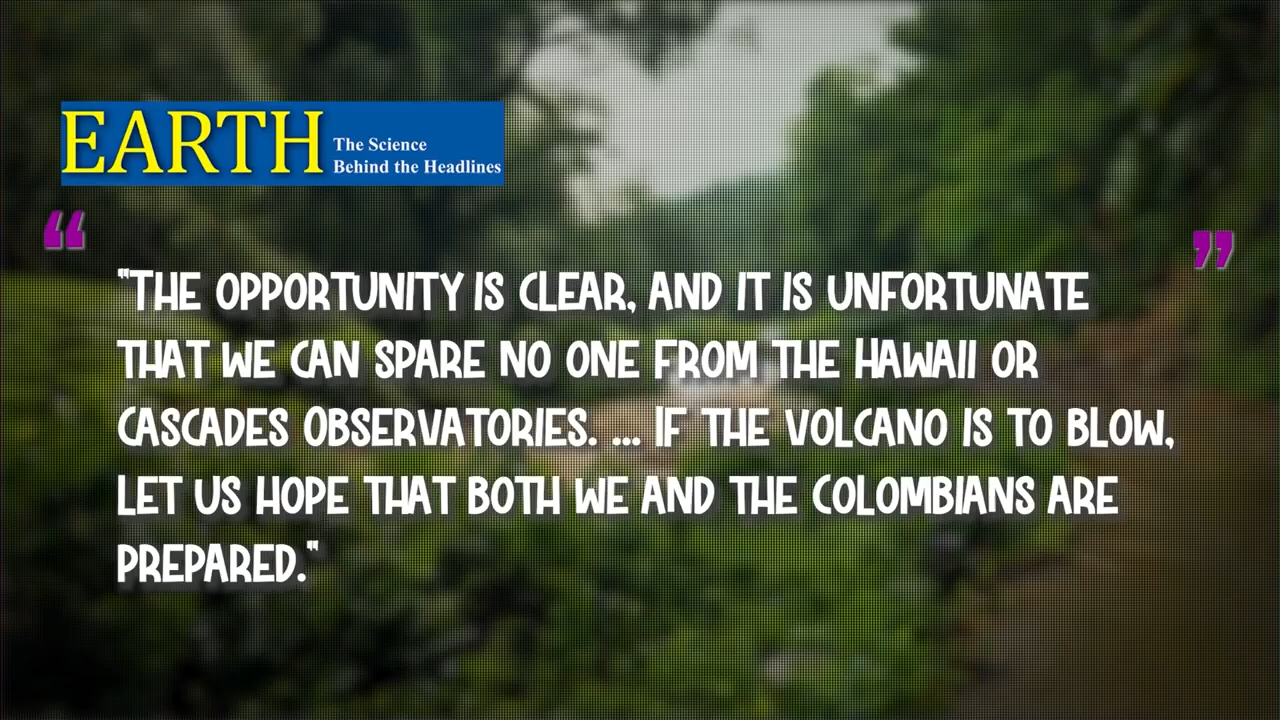 EARTH
The Science
Behind the Headlines
“ ”
"The opportunity is clear, and it is unfortunate
that we can spare no one from the Hawaii or
Cascades Observatories. ... If the volcano is to blow,
let us hope that both we and the Colombians are
prepared."